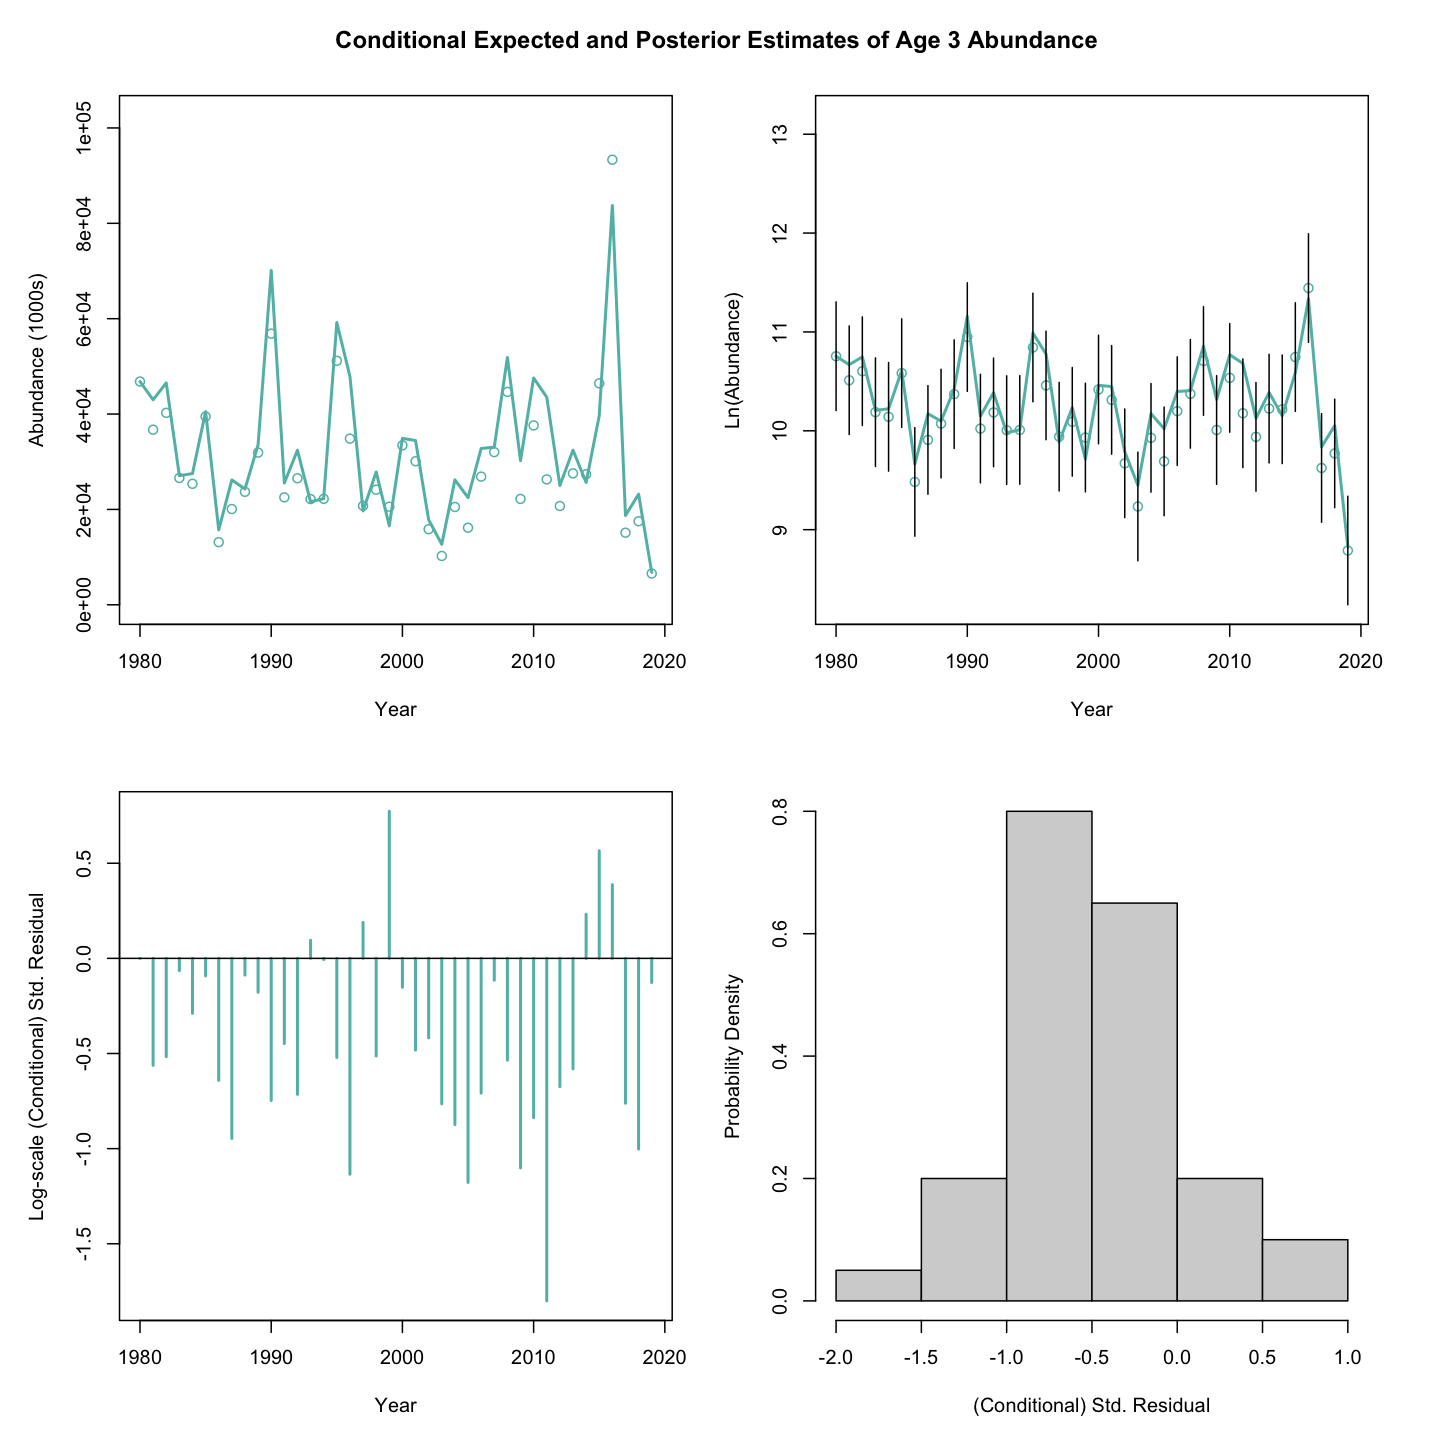 Conditional Expected and Posterior Estimates of Age 3 Abundance
Abundance (1000s)
1e+05
8e+04
6e+04
4e+04
2e+04
0e+00
1980 1990 2000 2010 2020
Year
Ln(Abundance)
13
12
11
10
9
1980 1990 2000 2010 2020
Year
Log-scale (Conditional) Std. Residual
0.5
0.0
-0.5
-1.0
-1.5
1980 1990 2000 2010 2020
Year
Probability Density
0.8
0.6
0.4
0.2
0.0
-2.0 -1.5 -1.0 -0.5 0.0 0.5 1.0
(Conditional) Std. Residual